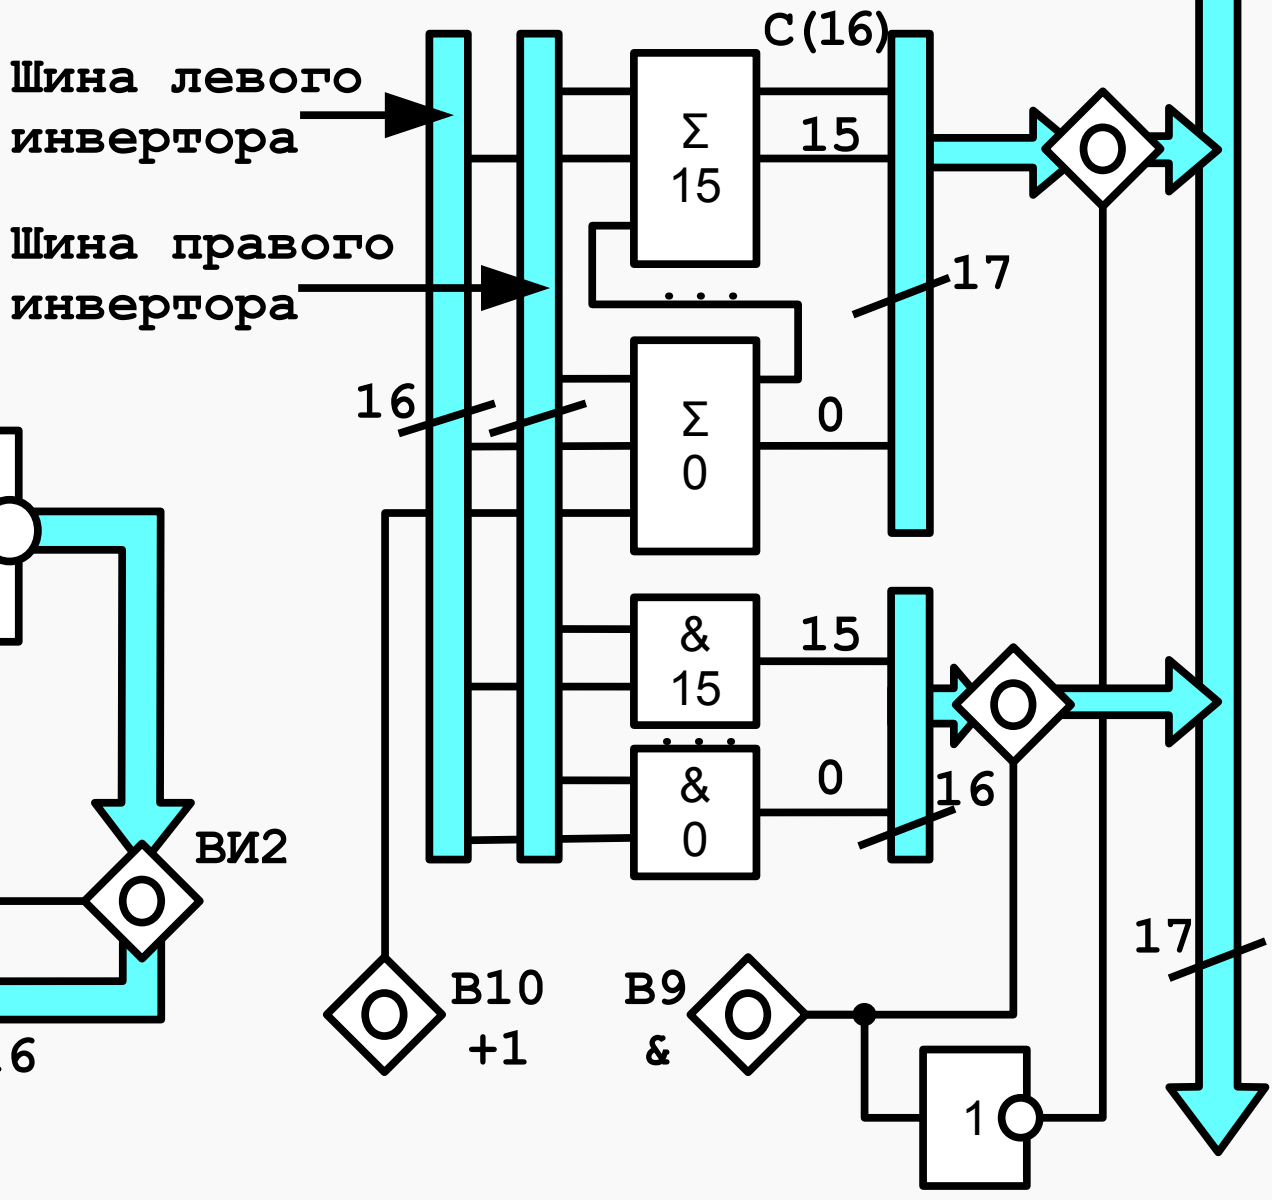 С(16)
Шина левого
инвертора
Σ
15
15
Шина правого
инвертора
17
. . .
16
Σ
0
0
&
15
15
. . .
&
0
0
16
ВИ2
17
В10
+1
В9
&
6
1